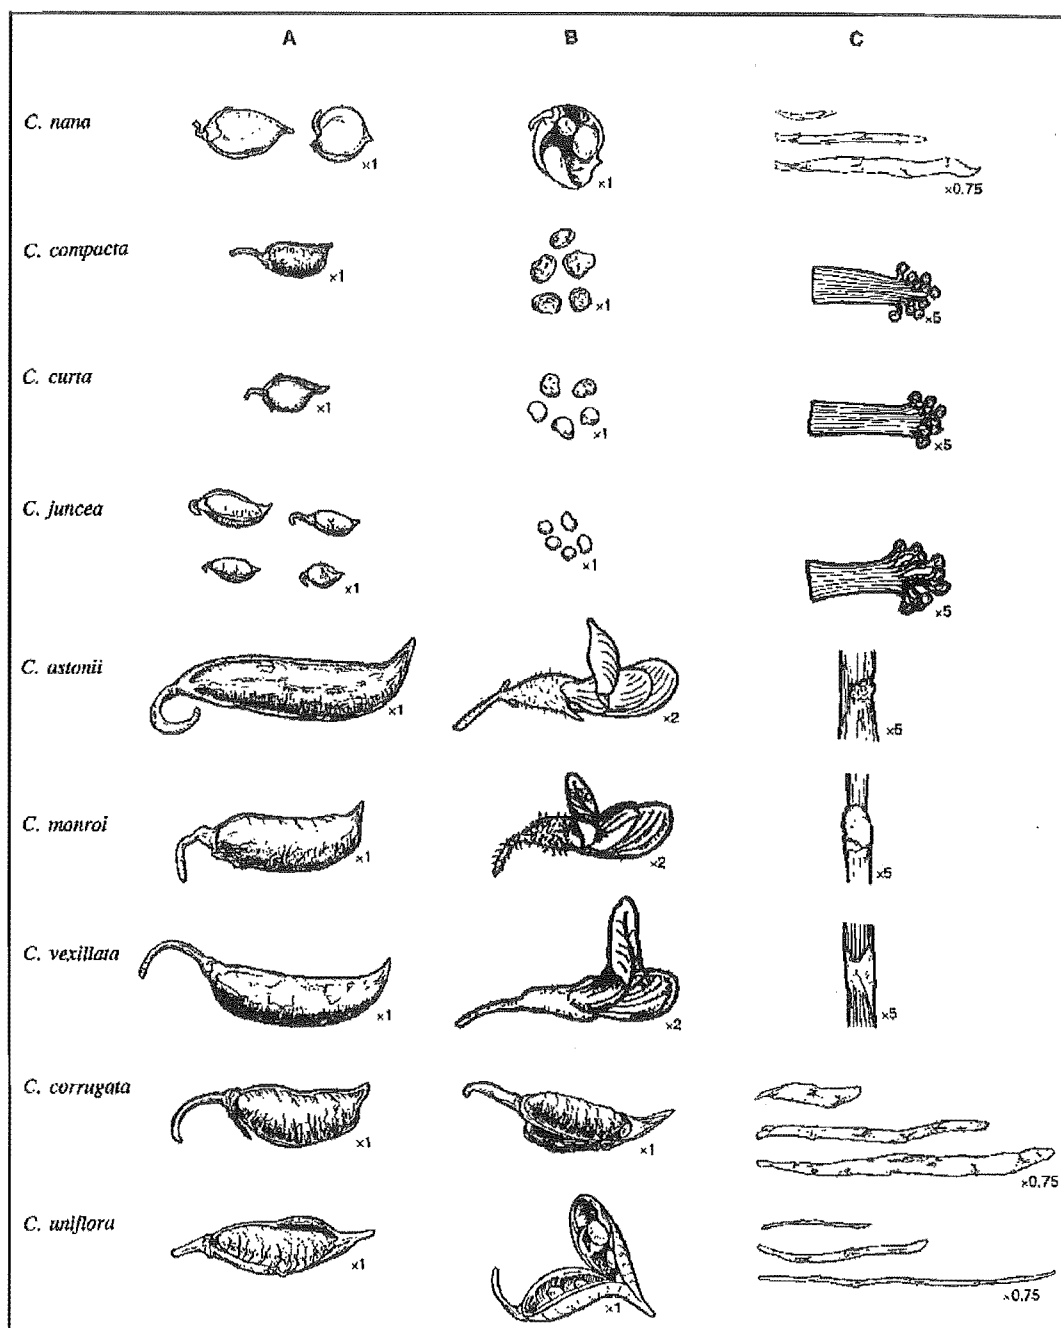 A B C
C. nana ×1 ×1 ×0.75
C. compacta ×1 ×1 ×5
C. curta ×1 ×1 ×5
C. juncea ×1 ×1 ×5
C. astonii ×1 ×2 ×5
C. monroi ×1 ×2 ×5
C. vexillata ×1 ×2 ×5
C. corrugata ×1 ×1 ×0.75
C. uniflora ×1 ×1 ×0.75